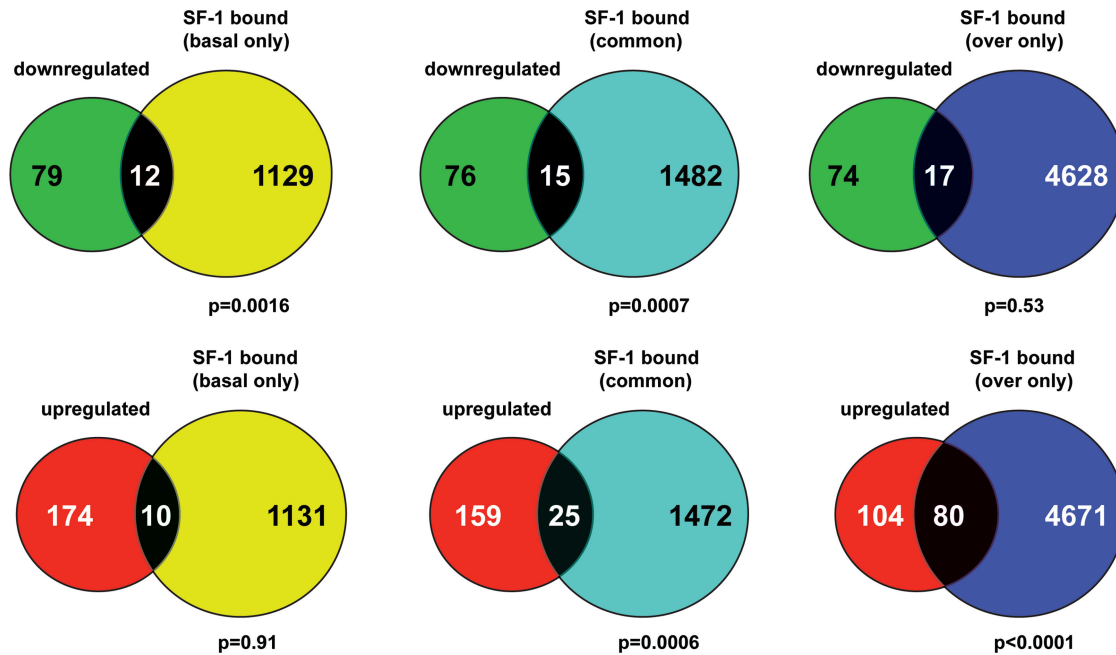 SF-1 bound
(basal only)
downregulated
79
12
1129
p=0.0016
SF-1 bound
(common)
downregulated
76
15
1482
p=0.0007
SF-1 bound
(over only)
downregulated
74
17
4628
p=0.53
SF-1 bound
(basal only)
upregulated
174
10
1131
p=0.91
SF-1 bound
(common)
upregulated
159
25
1472
p=0.0006
SF-1 bound
(over only)
upregulated
104
80
4671
p<0.0001